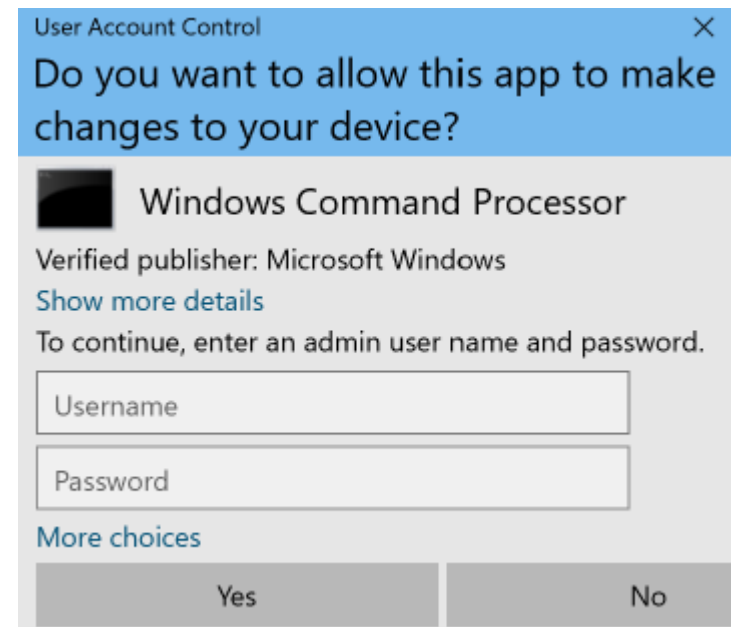 User Account Control
Do you want to allow this app to make
changes to your device?
Windows Command Processor
Verified publisher: Microsoft Windows
Show more details
To continue, enter an admin user name and password.
Username
Password
More choices
Yes No